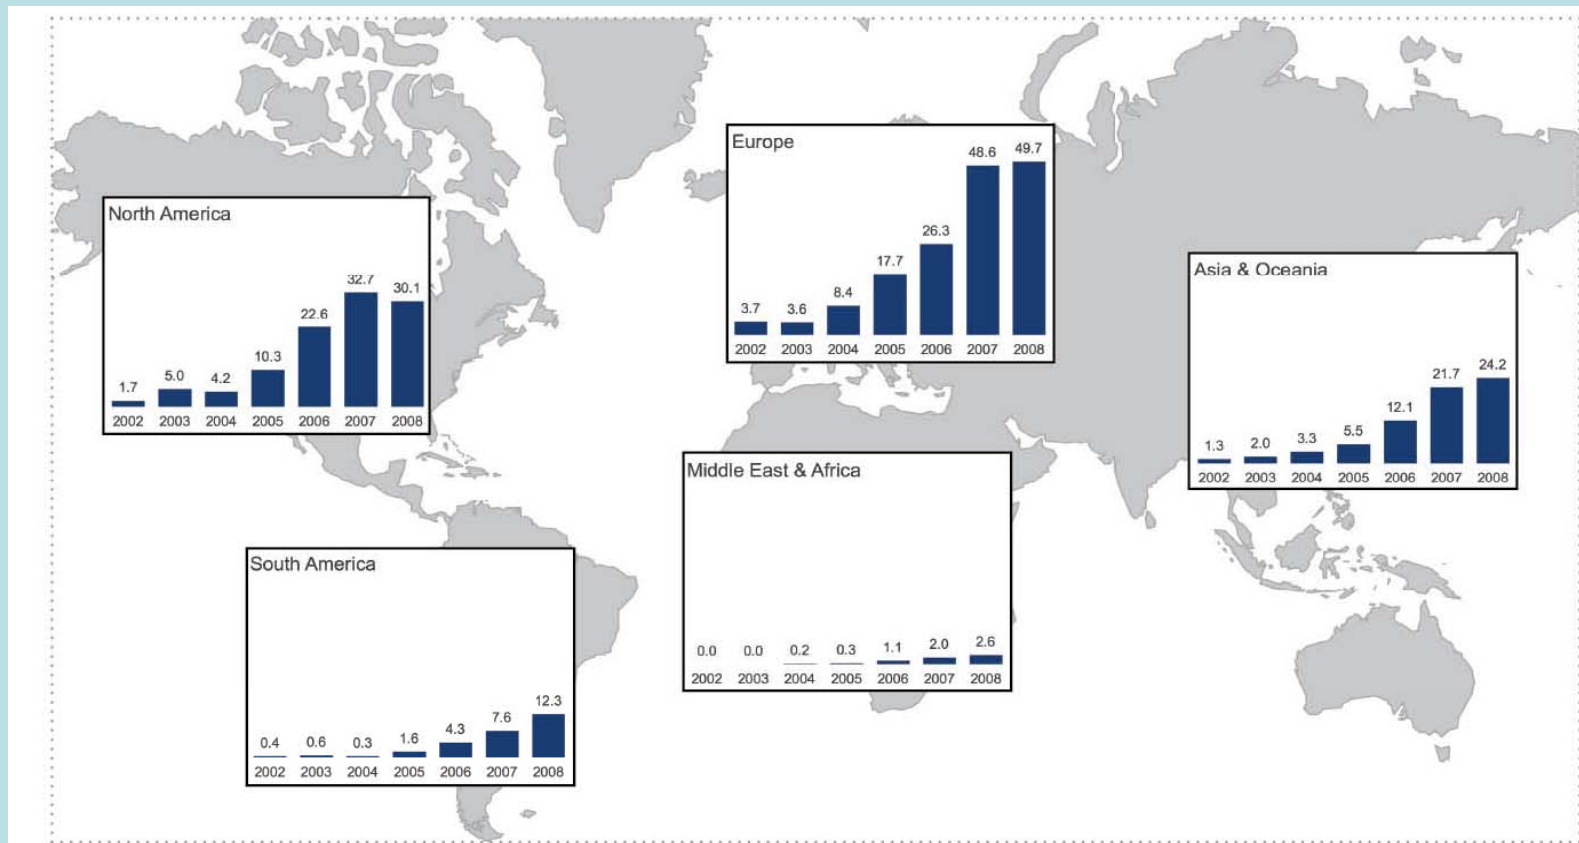 Europe
48.6 49.7
26.3
17.7
8.4
3.7 3.6
2002 2003 2004 2005 2006 2007 2008
North America
32.7 30.1
22.6
10.3
1.7 5.0 4.2
2002 2003 2004 2005 2006 2007 2008
Asia & Oceania
21.7 24.2
12.1
1.3 2.0 3.3 5.5
2002 2003 2004 2005 2006 2007 2008
Middle East & Africa
0.0 0.0 0.2 0.3 1.1 2.0 2.6
2002 2003 2004 2005 2006 2007 2008
South America
12.3
7.6
4.3
0.4 0.6 0.3 1.6
2002 2003 2004 2005 2006 2007 2008